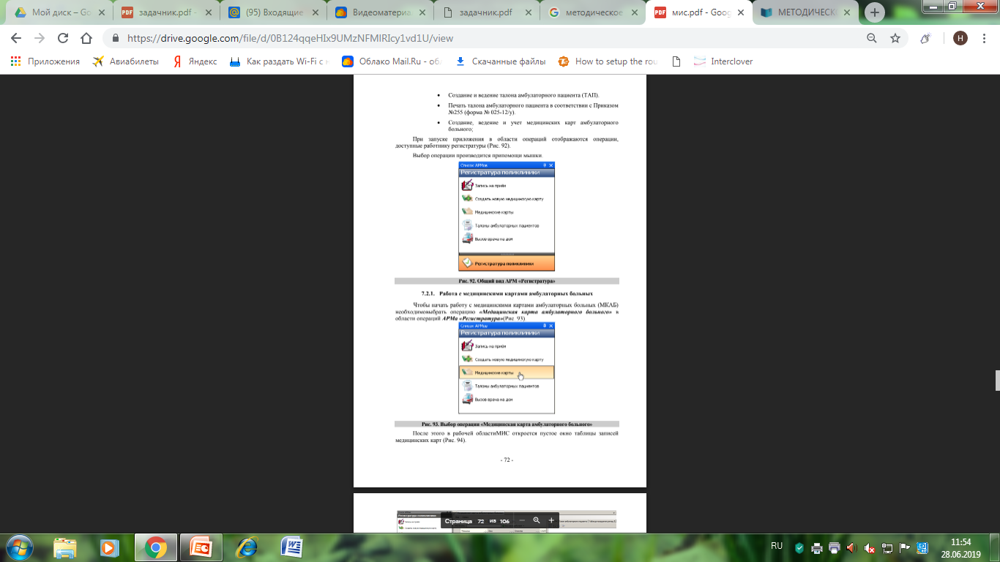 Мой диск – Go
задачник.pdf -
(95) Входящие
Видеоматериа
задачник.pdf
методическое
мис.pdf - Goog
МЕТОДИЧЕСК
https://drive.google.com/file/d/0B124qqeHIx9UMzNFMlRIcy1vd1U/view
Н
Приложения
Авиабилеты
Яндекс
Как раздать Wi-Fi с н
Облако Mail.Ru - обл
Скачанные файлы
How to setup the rou
Interclover
• Создание и ведение талона амбулаторного пациента (ТАП).
• Печать талона амбулаторного пациента в соответствии с Приказом
№255 (форма № 025-12/у).
• Создание, ведение и учет медицинских карт амбулаторного
больного;
При запуске приложения в области операций отображаются операции,
доступные работнику регистратуры (Рис. 92).
Выбор операции производится припомощи мышки.
Список АРМов
Регистратура поликлиники
Запись на приём
Создать новую медицинскую карту
Медицинские карты
Талоны амбулаторных пациентов
Вызов врача на дом
Регистратура поликлиники
Рис. 92. Общий вид АРМ «Регистратура»
7.2.1. Работа с медицинскими картами амбулаторных больных
Чтобы начать работу с медицинскими картами амбулаторных больных (МКАБ)
необходимовыбрать операцию «Медицинская карта амбулаторного больного» в
области операций АРМа «Регистратура»(Рис. 93)
Список АРМов
Регистратура поликлиники
Запись на приём
Создать новую медицинскую карту
Медицинские карты
Талоны амбулаторных пациентов
Вызов врача на дом
Рис. 93. Выбор операции «Медицинская карта амбулаторного больного»
После этого в рабочей областиМИС откроется пустое окно таблицы записей
медицинских карт (Рис. 94).
- 72 -
Страница 72 из 106
RU
11:54
28.06.2019